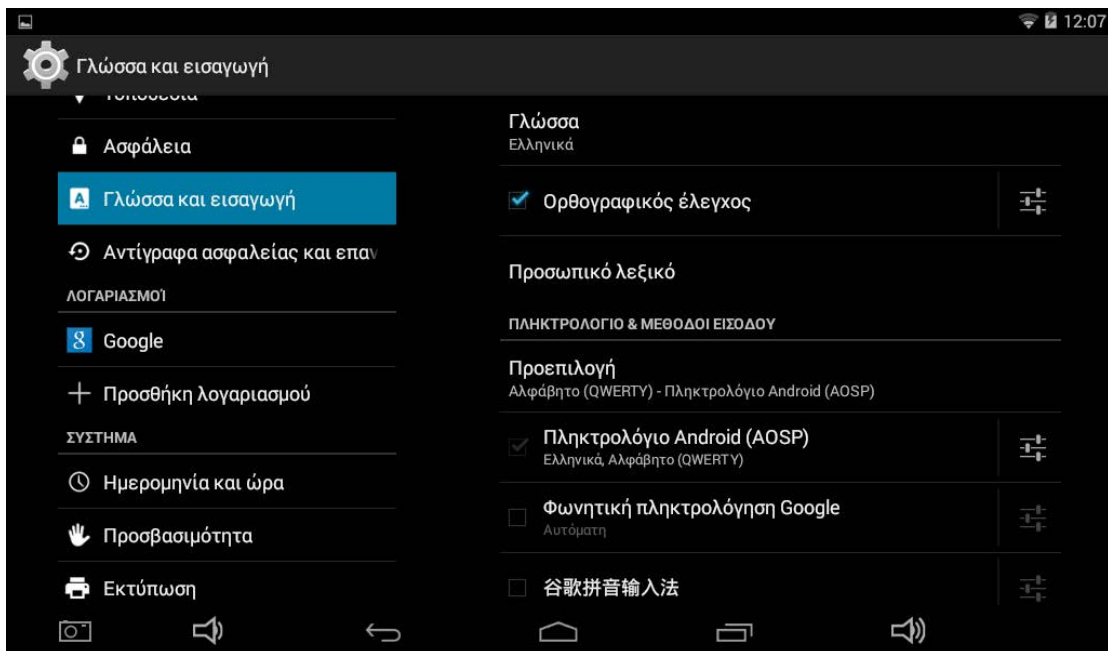 12:07
Γλώσσα και εισαγωγή
Τοποθεσία
Ασφάλεια
Γλώσσα και εισαγωγή
Αντίγραφα ασφαλείας και επαν
ΛΟΓΑΡΙΑΣΜΟΊ
Google
Προσθήκη λογαριασμού
ΣΥΣΤΗΜΑ
Ημερομηνία και ώρα
Προσβασιμότητα
Εκτύπωση
Γλώσσα
Ελληνικά
Ορθογραφικός έλεγχος
Προσωπικό λεξικό
ΠΛΗΚΤΡΟΛΟΓΙΟ & ΜΕΘΟΔΟΙ ΕΙΣΟΔΟΥ
Προεπιλογή
Αλφάβητο (QWERTY) - Πληκτρολόγιο Android (AOSP)
Πληκτρολόγιο Android (AOSP)
Ελληνικά, Αλφάβητο (QWERTY)
Φωνητική πληκτρολόγηση Google
Αυτόματη
谷歌拼音输入法